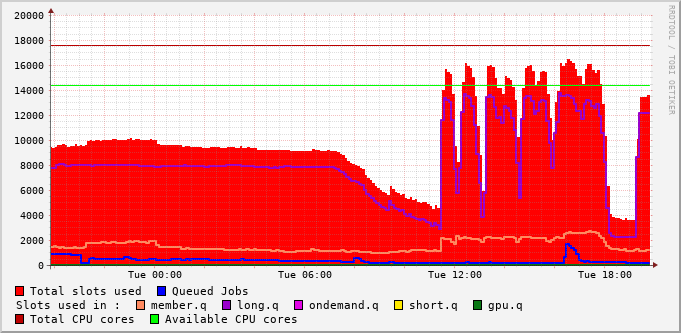 20000
18000
16000
14000
12000
10000
8000
6000
4000
2000
0
Tue 00:00 Tue 06:00 Tue 12:00 Tue 18:00
RRDTOOL / TOBI OETIKER
Total slots used Queued Jobs
Slots used in : member.q long.q ondemand.q short.q gpu.q
Total CPU cores Available CPU cores